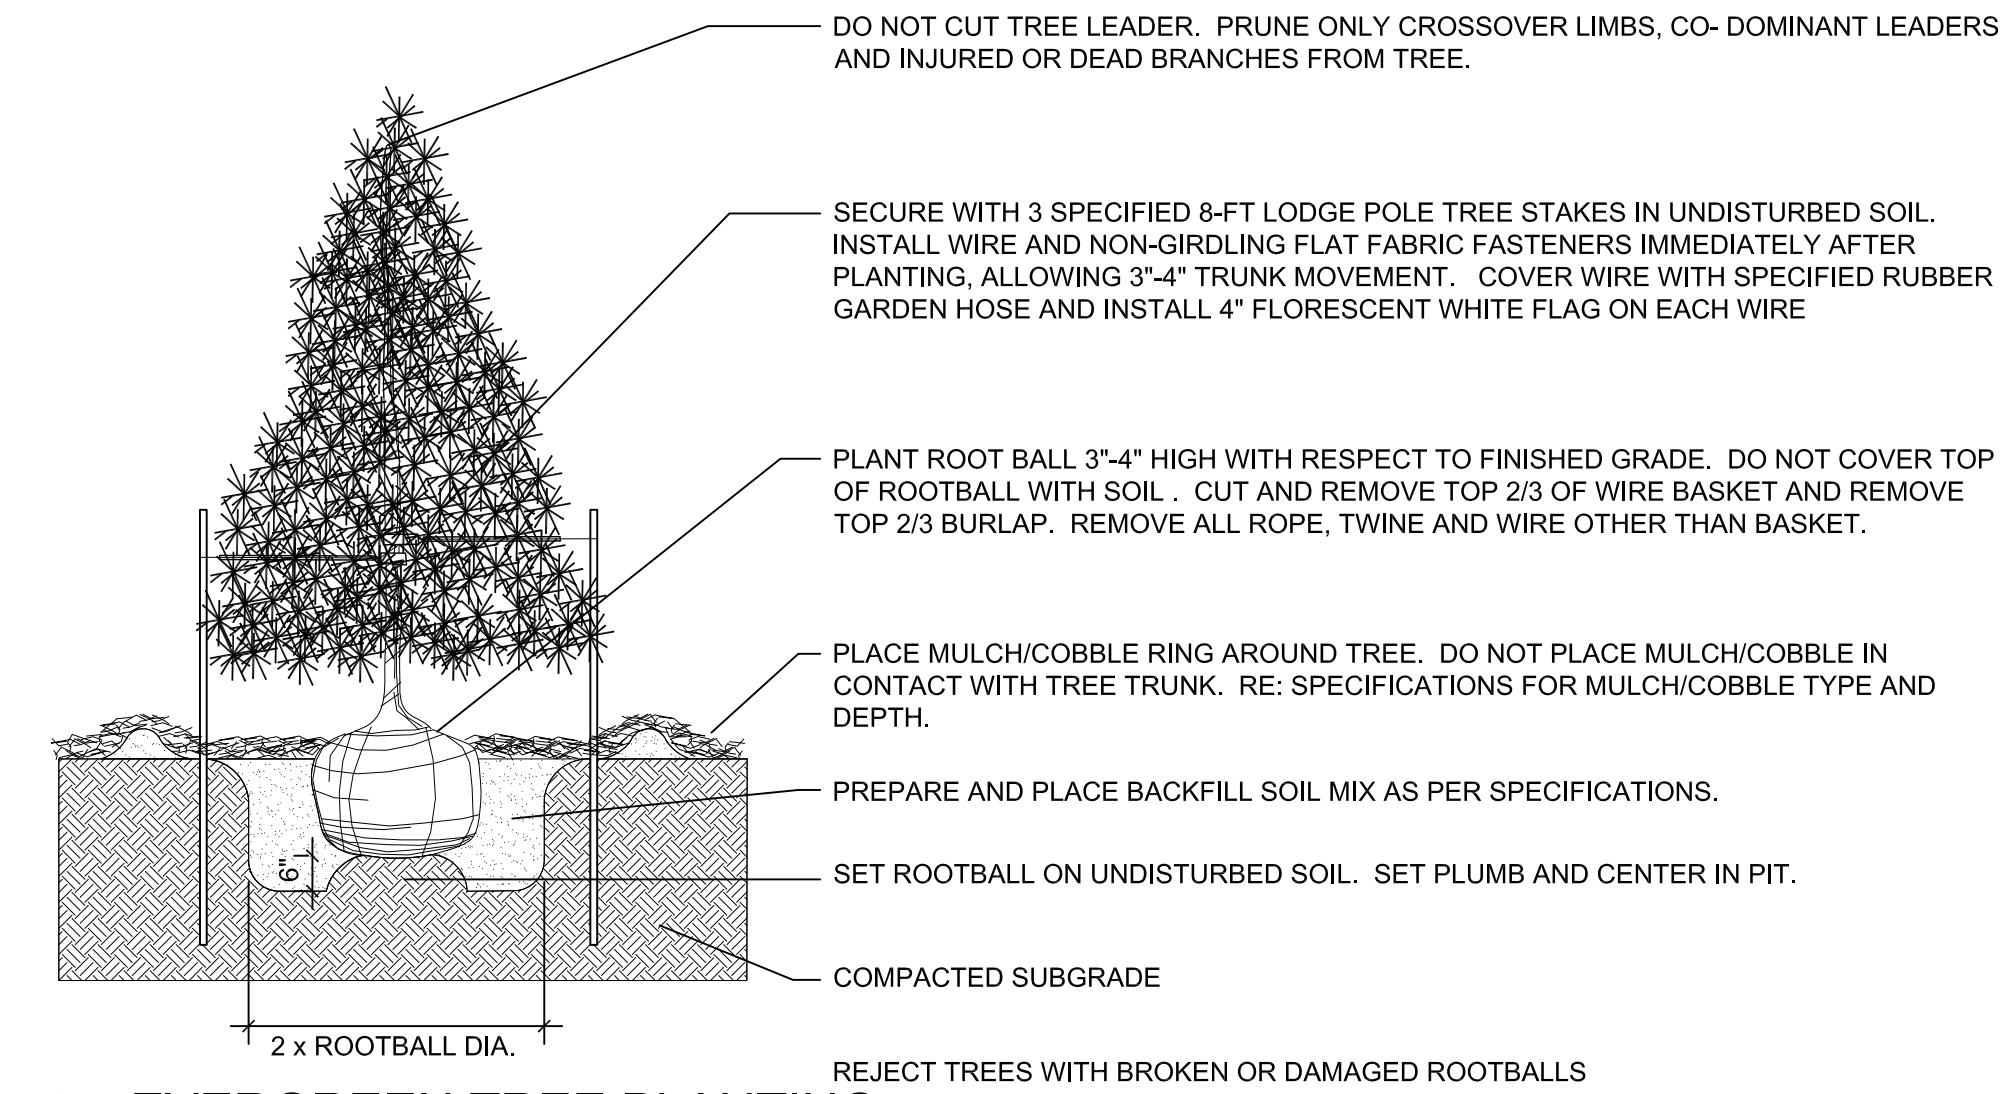 DO NOT CUT TREE LEADER. PRUNE ONLY CROSSOVER LIMBS, CO- DOMINANT LEADERS
AND INJURED OR DEAD BRANCHES FROM TREE.
SECURE WITH 3 SPECIFIED 8-FT LODGE POLE TREE STAKES IN UNDISTURBED SOIL.
INSTALL WIRE AND NON-GIRDLING FLAT FABRIC FASTENERS IMMEDIATELY AFTER
PLANTING, ALLOWING 3"-4" TRUNK MOVEMENT. COVER WIRE WITH SPECIFIED RUBBER
GARDEN HOSE AND INSTALL 4" FLORESCENT WHITE FLAG ON EACH WIRE
PLANT ROOT BALL 3"-4" HIGH WITH RESPECT TO FINISHED GRADE. DO NOT COVER TOP
OF ROOTBALL WITH SOIL . CUT AND REMOVE TOP 2/3 OF WIRE BASKET AND REMOVE
TOP 2/3 BURLAP. REMOVE ALL ROPE, TWINE AND WIRE OTHER THAN BASKET.
PLACE MULCH/COBBLE RING AROUND TREE. DO NOT PLACE MULCH/COBBLE IN
CONTACT WITH TREE TRUNK. RE: SPECIFICATIONS FOR MULCH/COBBLE TYPE AND
DEPTH.
PREPARE AND PLACE BACKFILL SOIL MIX AS PER SPECIFICATIONS.
6"
SET ROOTBALL ON UNDISTURBED SOIL. SET PLUMB AND CENTER IN PIT.
COMPACTED SUBGRADE
2 x ROOTBALL DIA.
REJECT TREES WITH BROKEN OR DAMAGED ROOTBALLS
EVERGREEN TREE PLANTING